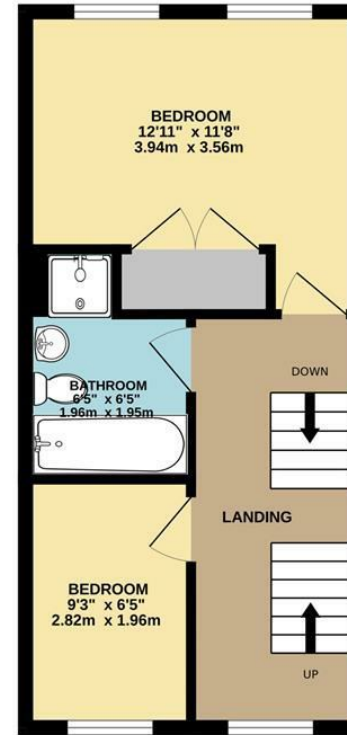 BEDROOM
12'11" x 11'8"
3.94m x 3.56m
DOWN
BATHROOM
6'5" x 6'5"
1.96m x 1.95m
LANDING
BEDROOM
9'3" x 6'5"
2.82m x 1.96m
UP